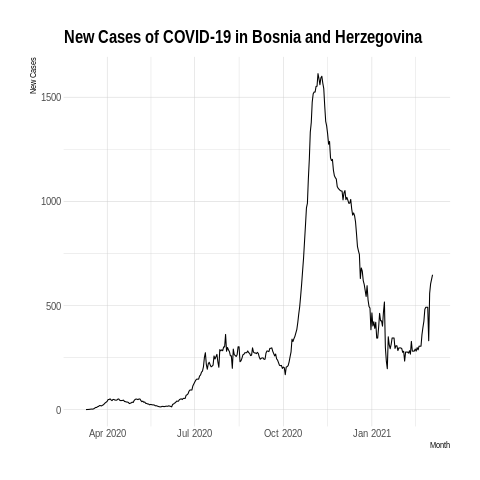 New Cases of COVID-19 in Bosnia and Herzegovina
New Cases
1500
1000
500
0
Apr 2020 Jul 2020 Oct 2020 Jan 2021
Month